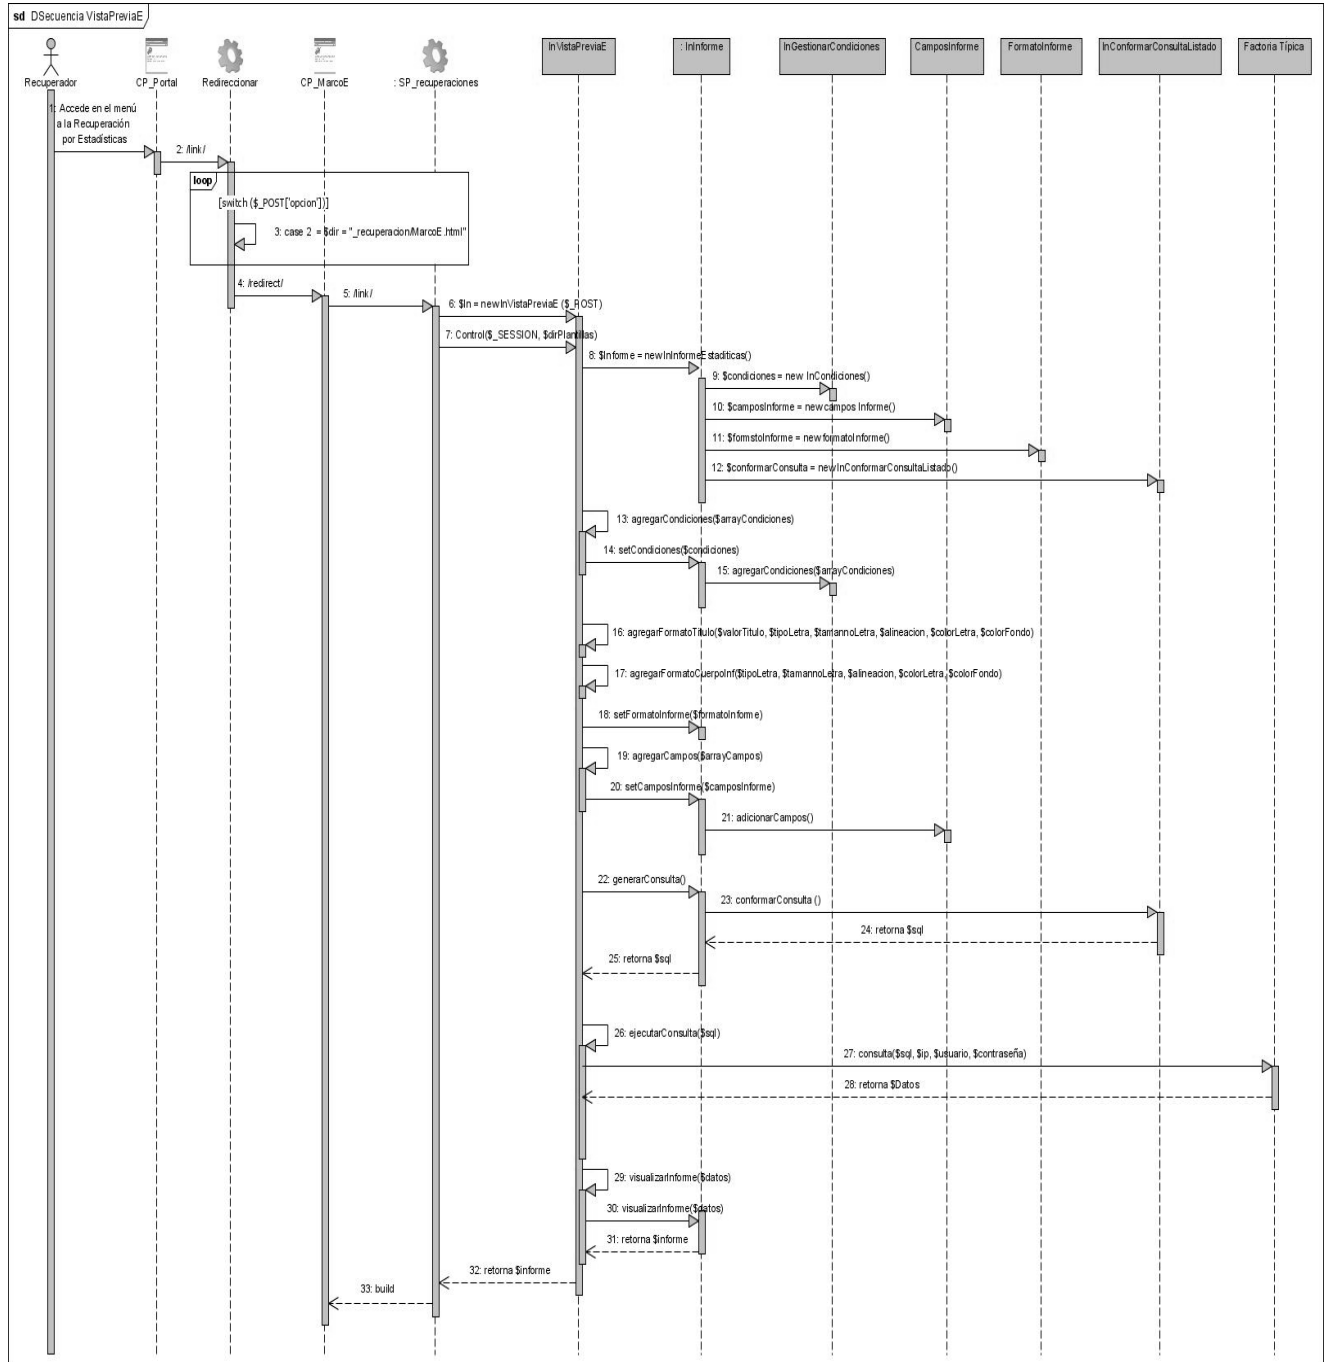 sd DSecuencia VistaPreviaE
Recuperador
CP_Portal
Redireccionar
CP_MarcoE
: SP_recuperaciones
InVistaPreviaE
: InInforme
InGestionarCondiciones
CamposInforme
FormatoInforme
InConformarConsultaListado
Factoria Típica
1: Accede en el menú
a la Recuperación
por Estadísticas
2: /link/
loop
[switch ($_POST['opcion'])]
3: case 2 = $dir = "_recuperacion/MarcoE.html"
4: /redirect/
5: /link/
6: $In = new InVistaPreviaE ($_POST)
7: Control($_SESSION, $dirPlantillas)
8: $Informe = new InInformeEstaditicas()
9: $condiciones = new InCondiciones()
10: $camposInforme = new campos Informe()
11: $formstoInforme = new formatoInforme()
12: $conformarConsulta = new InConformarConsultaListado()
13: agregarCondiciones($arrayCondiciones)
14: setCondiciones($condiciones)
15: agregarCondiciones($arrayCondiciones)
16: agregarFormatoTitulo($valorTitulo, $tipoLetra, $tamannoLetra, $alineacion, $colorLetra, $colorFondo)
17: agregarFormatoCuerpoInf($tipoLetra, $tamannoLetra, $alineacion, $colorLetra, $colorFondo)
18: setFormatoInforme($formatoInforme)
19: agregarCampos($arrayCampos)
20: setCamposInforme($camposInforme)
21: adicionarCampos()
22: generarConsulta()
23: conformarConsulta ()
24: retorna $sql
25: retorna $sql
26: ejecutarConsulta($sql)
27: consulta($sql, $ip, $usuario, $contraseña)
28: retorna $Datos
29: visualizarInforme($datos)
30: visualizarInforme($datos)
31: retorna $informe
32: retorna $informe
33: build